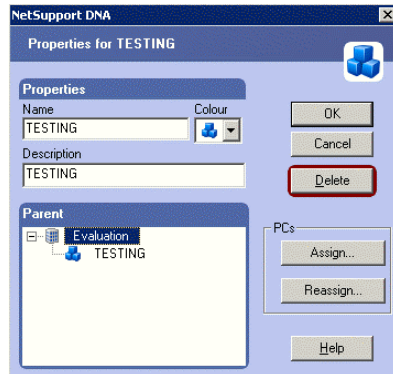 NetSupport DNA
Properties for TESTING
Properties
Name
Colour
TESTING
Description
TESTING
OK
Cancel
Delete
Parent
Evaluation
TESTING
PCs
Assign...
Reassign...
Help